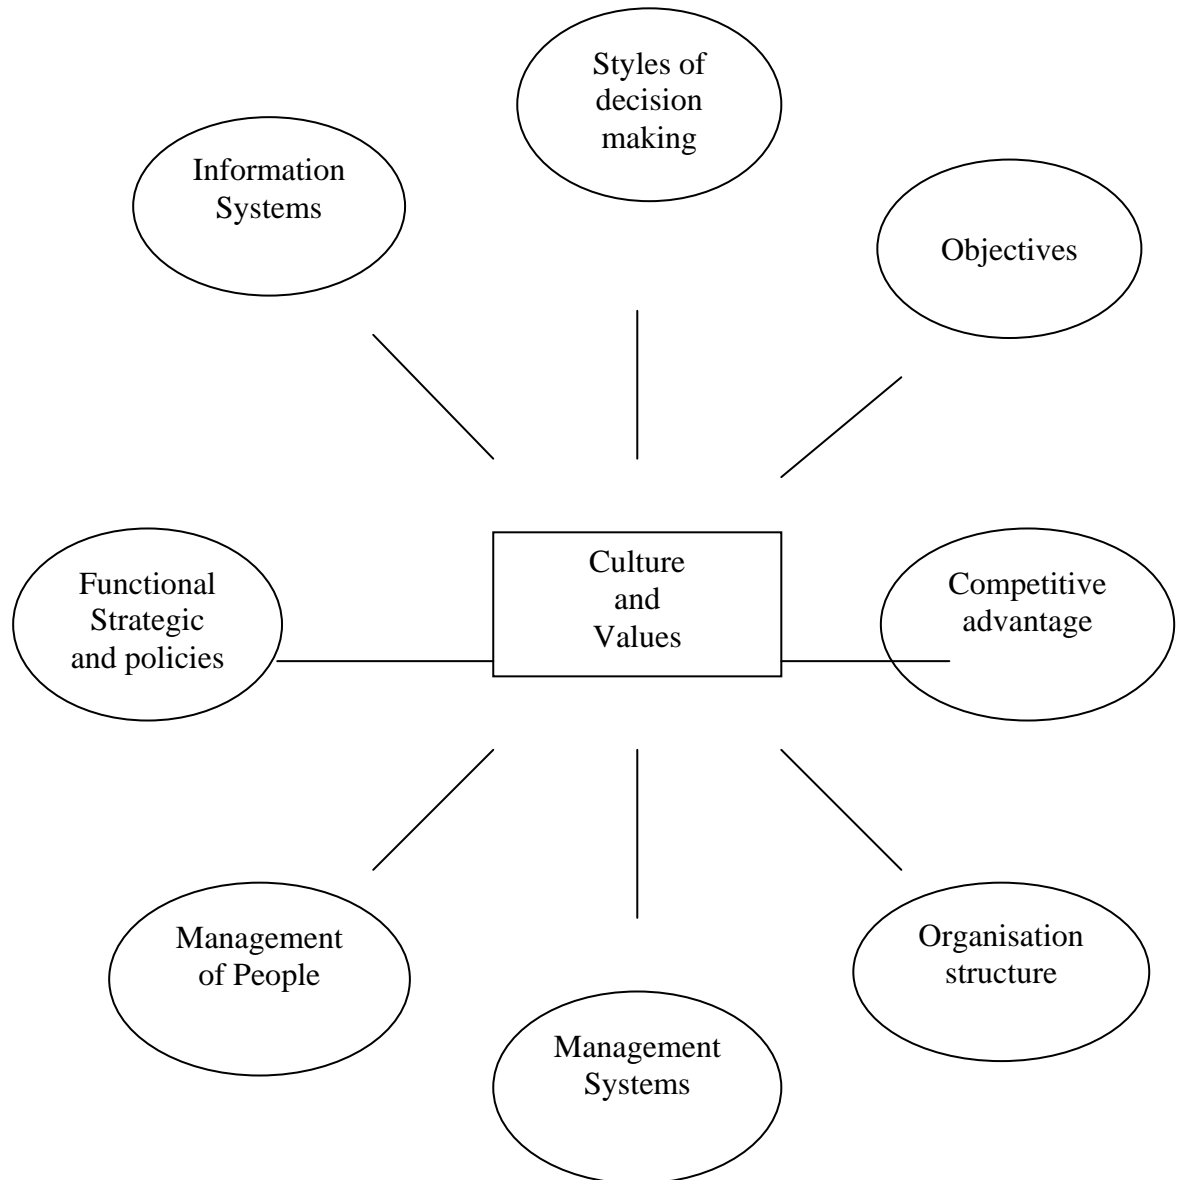 Styles of
decision
making
Information
Systems
Objectives
Functional
Strategic
and policies
Culture
and
Values
Competitive
advantage
Management
of People
Organisation
structure
Management
Systems